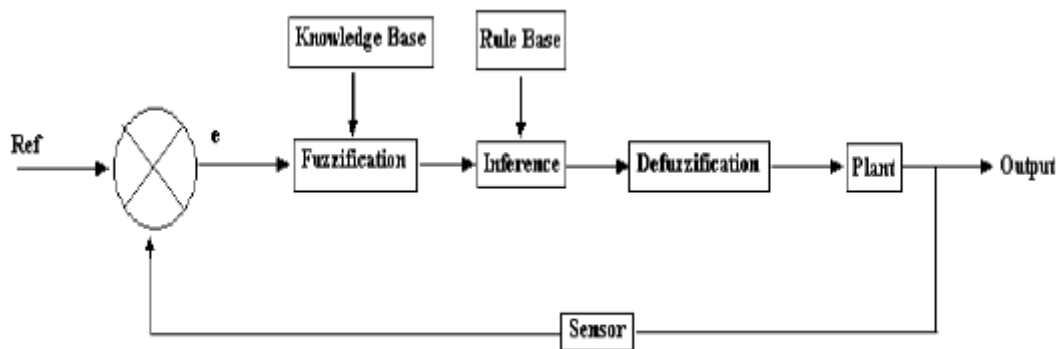 Knowledge Base
Rule Base
Ref
e
Fuzzification
Inference
Defuzzification
Plant
Output
Sensor